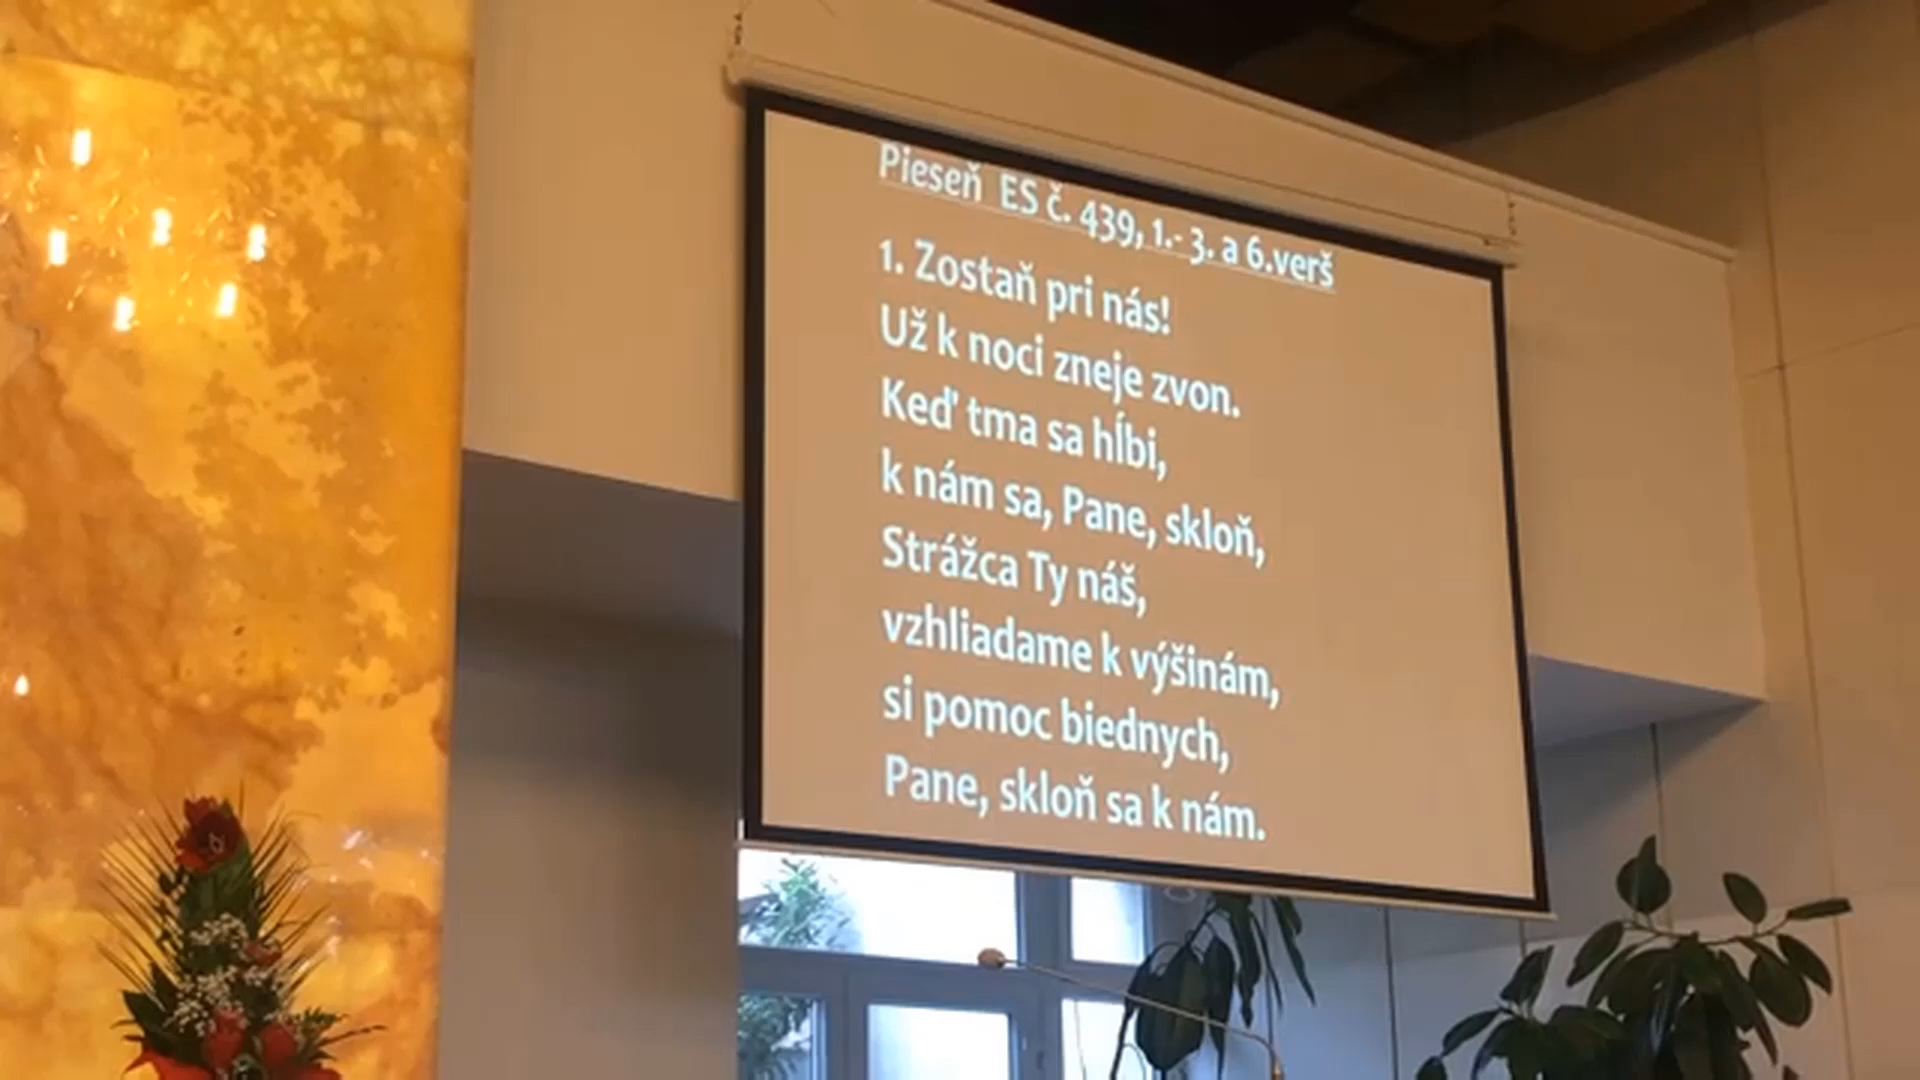 Pieseň ES č. 439, 1.- 3. a 6.verš
1. Zostaň pri nás!
Už k noci zneje zvon.
Keď tma sa hĺbi,
k nám sa, Pane, skloň,
Strážca Ty náš,
vzhliadame k výšinám,
si pomoc biednych,
Pane, skloň sa k nám.